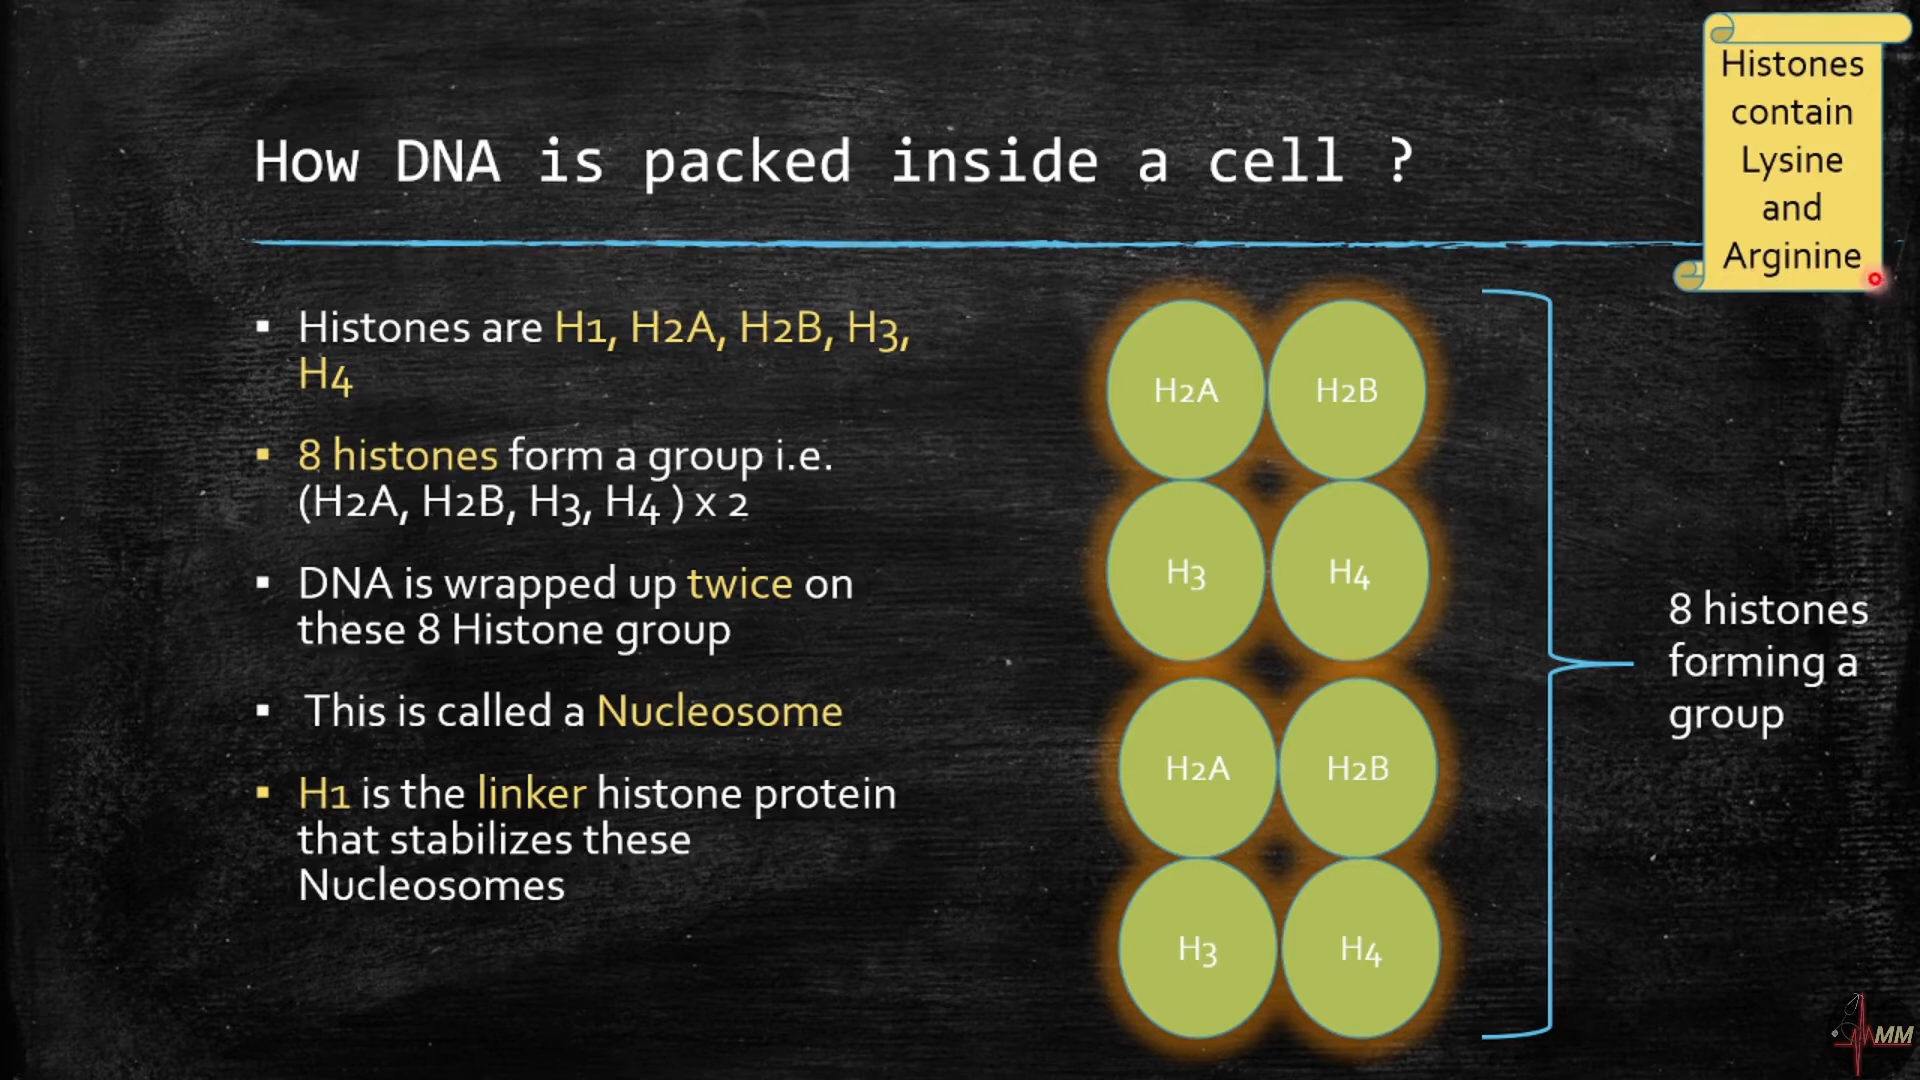 How DNA is packed inside a cell ?
Histones
contain
Lysine
and
Arginine
▪ Histones are H1, H2A, H2B, H3,
H4
▪ 8 histones form a group i.e.
(H2A, H2B, H3, H4 ) x 2
▪ DNA is wrapped up twice on
these 8 Histone group
▪ This is called a Nucleosome
▪ H1 is the linker histone protein
that stabilizes these
Nucleosomes
H2A H2B
H3 H4
H2A H2B
H3 H4
8 histones
forming a
group
MM